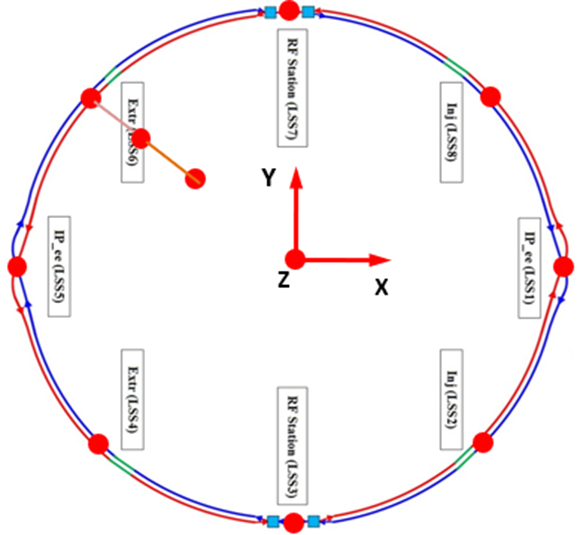 RF Station (LSS7)
Extr (LSS6)
Inj (LSS8)
Y
Z
X
IP_ee (LSS5)
IP_ee (LSS1)
Extr (LSS4)
Inj (LSS2)
RF Station (LSS3)